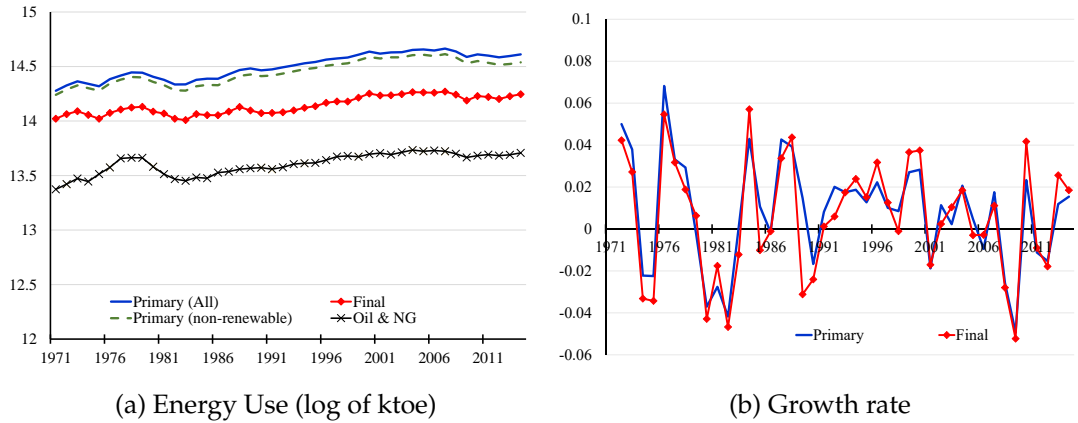 15
14.5
14
13.5
13
12.5
12
1971 1976 1981 1986 1991 1996 2001 2006 2011
Primary (All) Final
Primary (non-renewable) Oil & NG
(a) Energy Use (log of ktoe)
0.1
0.08
0.06
0.04
0.02
0
-0.02
-0.04
-0.06
1971 1976 1981 1986 1991 1996 2001 2006 2011
Primary Final
(b) Growth rate